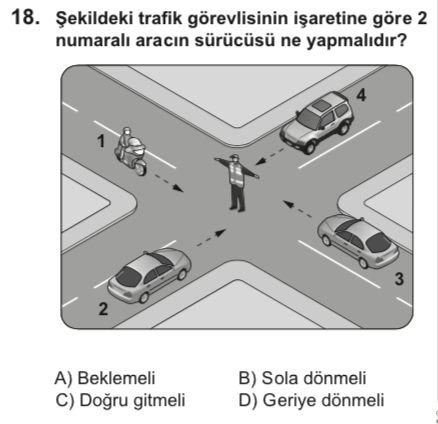 18. Şekildeki trafik görevlisinin işaretine göre 2
numaralı aracın sürücüsü ne yapmalıdır?
4
1
3
2
A) Beklemeli B) Sola dönmeli
C) Doğru gitmeli D) Geriye dönmeli